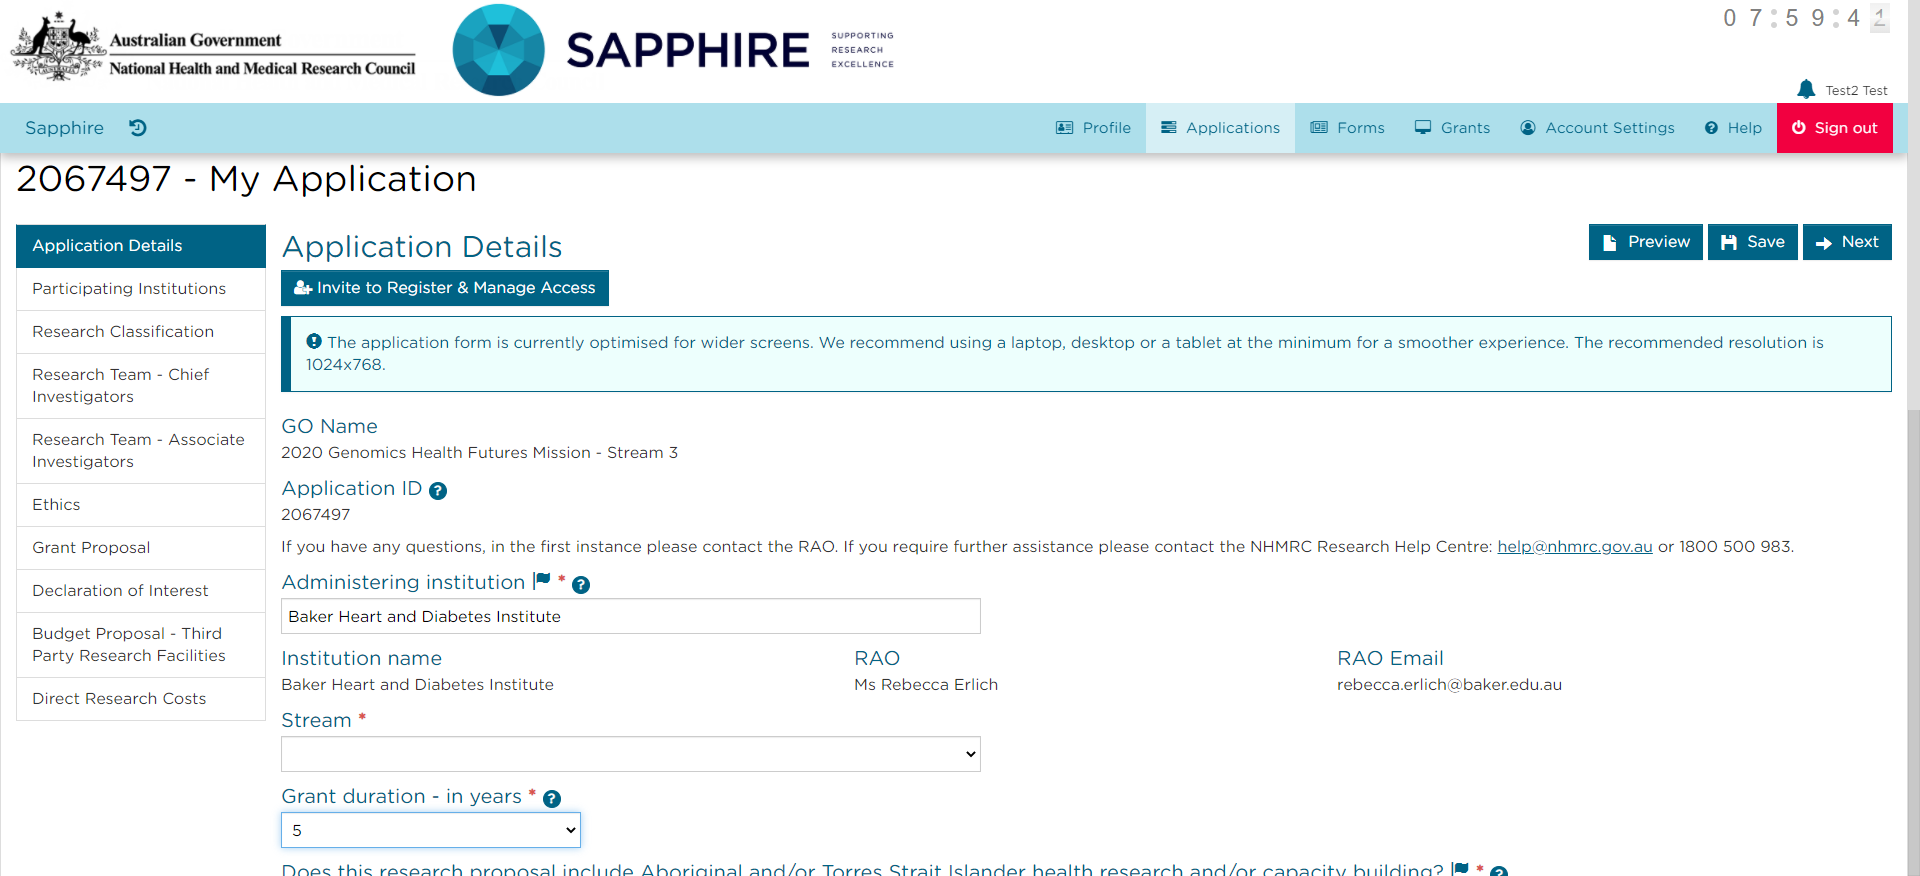 Australian Government
National Health and Medical Research Council
SAPPHIRE
SUPPORTING
RESEARCH
EXCELLENCE
07:59:4
Test2 Test
Sapphire
Profile
Applications
Forms
Grants
Account Settings
Help
Sign out
2067497 - My Application
Application Details
Participating Institutions
Research Classification
Research Team - Chief
Investigators
Research Team - Associate
Investigators
Ethics
Grant Proposal
Declaration of Interest
Budget Proposal - Third
Party Research Facilities
Direct Research Costs
Application Details
Preview
Save
Next
Invite to Register & Manage Access
The application form is currently optimised for wider screens. We recommend using a laptop, desktop or a tablet at the minimum for a smoother experience. The recommended resolution is
1024x768.
GO Name
2020 Genomics Health Futures Mission - Stream 3
Application ID
2067497
If you have any questions, in the first instance please contact the RAO. If you require further assistance please contact the NHMRC Research Help Centre: help@nhmrc.gov.au or 1800 500 983.
Administering institution *
Baker Heart and Diabetes Institute
Institution name
Baker Heart and Diabetes Institute
RAO
Ms Rebecca Erlich
RAO Email
rebecca.erlich@baker.edu.au
Stream *
Grant duration - in years *
5
Does this research proposal include Aboriginal and/or Torres Strait Islander health research and/or capacity building? *